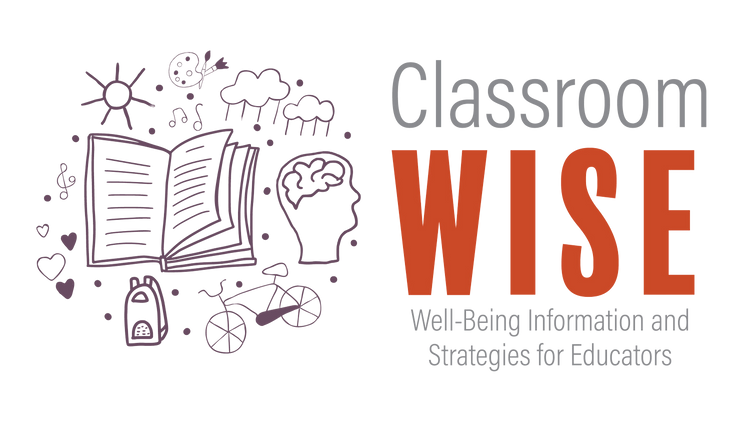 Classroom
WISE
Well-Being Information and
Strategies for Educators